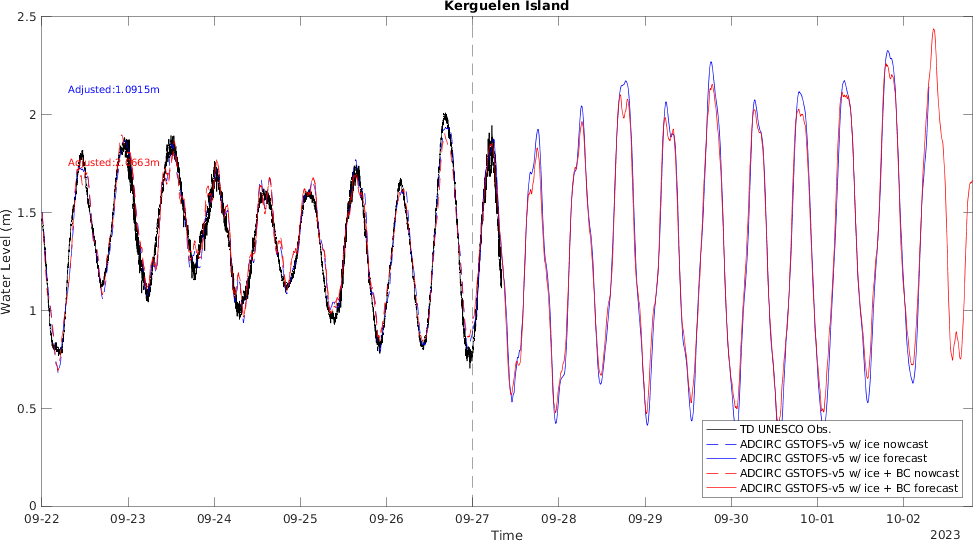 Kerguelen Island
2.5
Adjusted:1.0915m
2
1.5
Water Level (m)
1
0.5
0
TD UNESCO Obs.
ADCIRC GSTOFS-v5 w/ ice nowcast
ADCIRC GSTOFS-v5 w/ ice forecast
ADCIRC GSTOFS-v5 w/ ice + BC nowcast
ADCIRC GSTOFS-v5 w/ ice + BC forecast
09-22 09-23 09-24 09-25 09-26 09-27 09-28 09-29 09-30 10-01 10-02
Time
2023